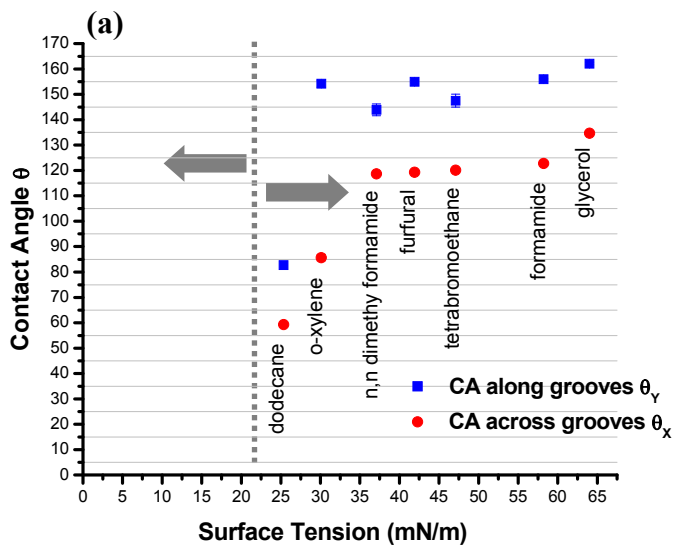 (a)
Contact Angle θ
170
160
150
140
130
120
110
100
90
80
70
60
50
40
30
20
10
0
dodecane
o-xylene
n,n dimethy formamide
furfural
tetrabromoethane
formamide
glycerol
CA along grooves θY
CA across grooves θX
0 5 10 15 20 25 30 35 40 45 50 55 60 65
Surface Tension (mN/m)